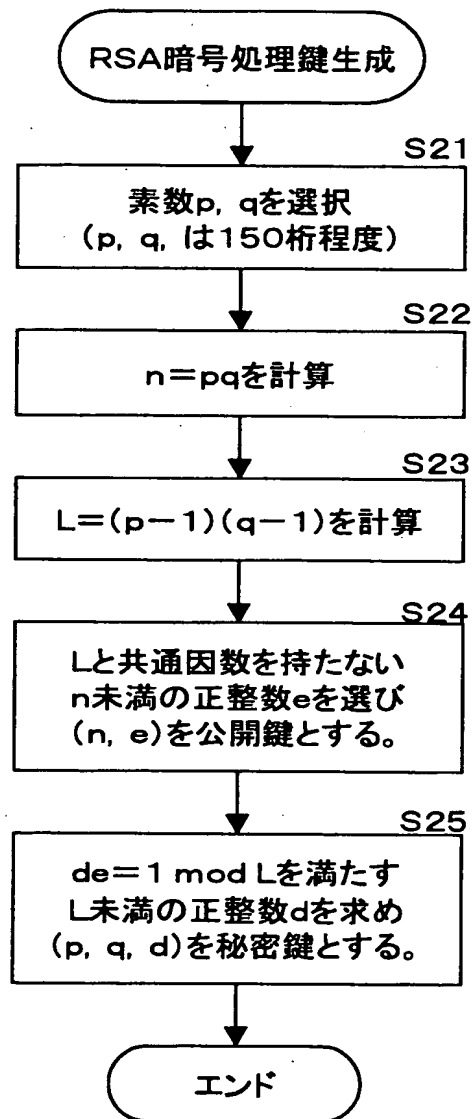 RSA暗号処理鍵生成
S21
素数p, qを選択
(p, q, は150桁程度)
S22
n=pqを計算
S23
L=(p-1)(q-1)を計算
S24
Lと共通因数を持たない
n未満の正整数eを選び
(n, e)を公開鍵とする。
S25
de=1 mod Lを満たす
L未満の正整数dを求め
(p, q, d)を秘密鍵とする。
エンド